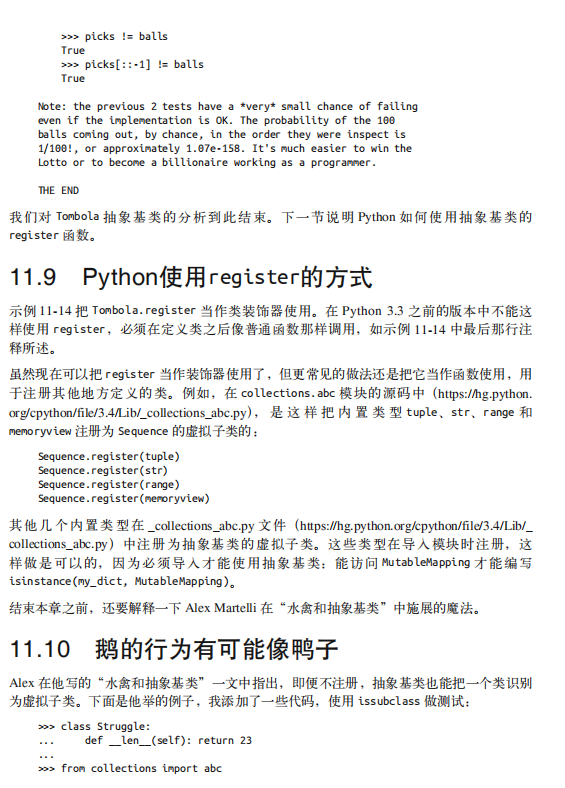 >>> picks != balls
True
>>> picks[::-1] != balls
True
Note: the previous 2 tests have a *very* small chance of failing
even if the implementation is OK. The probability of the 100
balls coming out, by chance, in the order they were inspect is
1/100!, or approximately 1.07e-158. It's much easier to win the
Lotto or to become a billionaire working as a programmer.
THE END
我们对 Tombola 抽象基类的分析到此结束。下一节说明 Python 如何使用抽象基类的
register 函数。
11.9 Python使用register的方式
示例 11-14 把 Tombola.register 当作类装饰器使用。在 Python 3.3 之前的版本中不能这
样使用 register，必须在定义类之后像普通函数那样调用，如示例 11-14 中最后那行注
释所述。
虽然现在可以把 register 当作装饰器使用了，但更常见的做法还是把它当作函数使用，用
于注册其他地方定义的类。例如，在 collections.abc 模块的源码中（https://hg.python.
org/cpython/file/3.4/Lib/_collections_abc.py），是这样把内置类型 tuple、str、range 和
memoryview 注册为 Sequence 的虚拟子类的：
Sequence.register(tuple)
Sequence.register(str)
Sequence.register(range)
Sequence.register(memoryview)
其他几个内置类型在 _collections_abc.py 文件（https://hg.python.org/cpython/file/3.4/Lib/_
collections_abc.py）中注册为抽象基类的虚拟子类。这些类型在导入模块时注册，这
样做是可以的，因为必须导入才能使用抽象基类：能访问 MutableMapping 才能编写
isinstance(my_dict, MutableMapping)。
结束本章之前，还要解释一下 Alex Martelli 在“水禽和抽象基类”中施展的魔法。
11.10 鹅的行为有可能像鸭子
Alex 在他写的“水禽和抽象基类”一文中指出，即便不注册，抽象基类也能把一个类识别
为虚拟子类。下面是他举的例子，我添加了一些代码，使用 issubclass 做测试：
>>> class Struggle:
...     def __len__(self): return 23
...
>>> from collections import abc